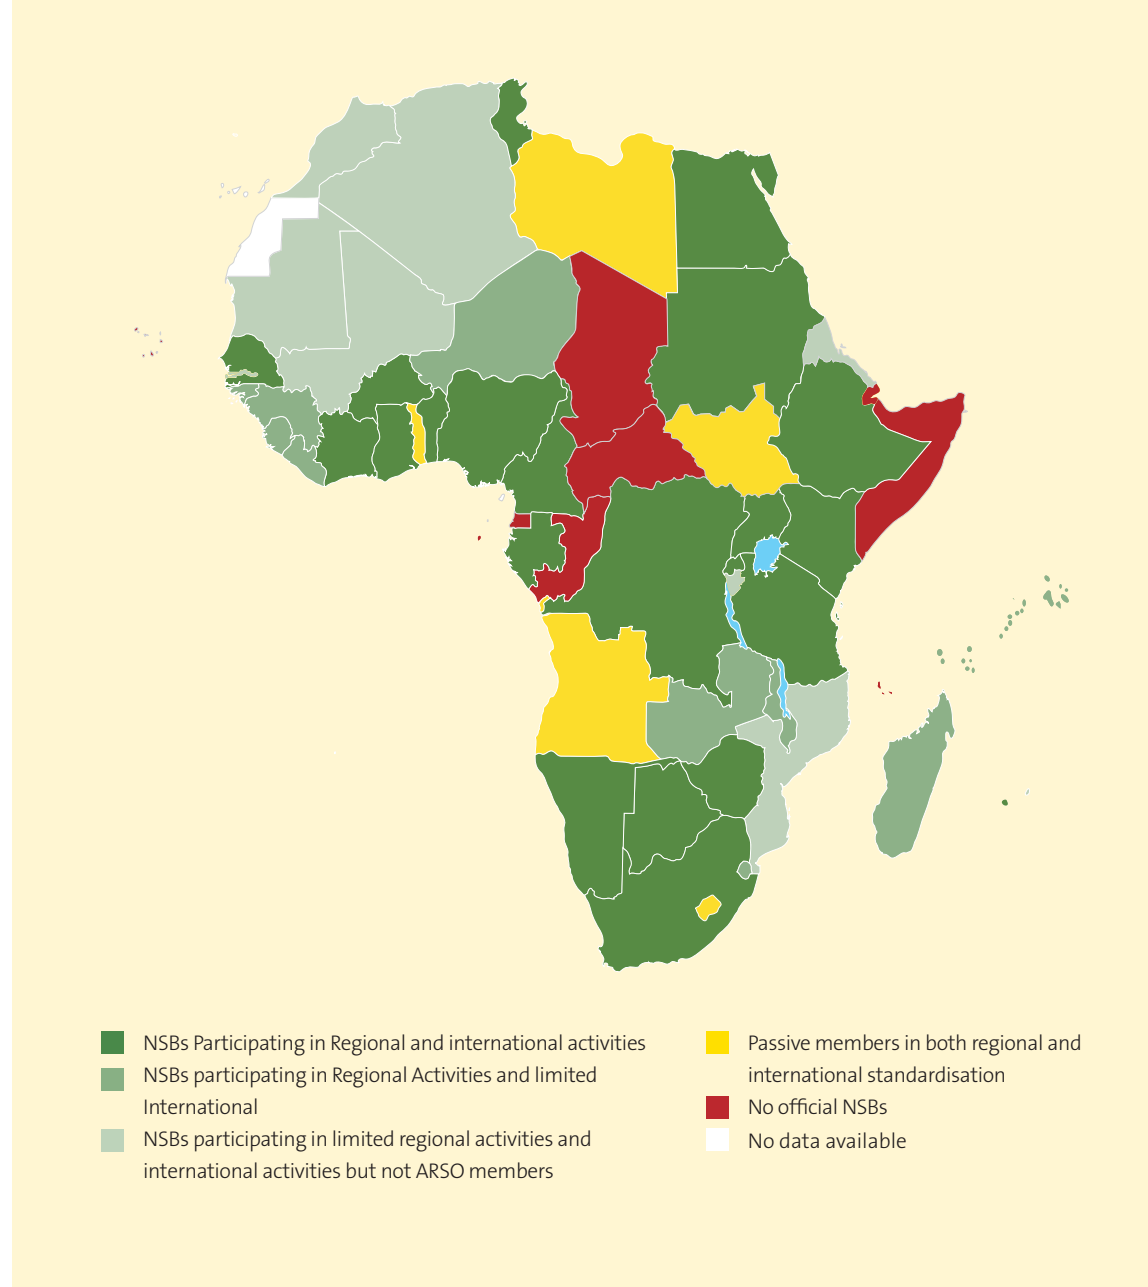 NSBs Participating in Regional and international activities
NSBs participating in Regional Activities and limited
International
NSBs participating in limited regional activities and
international activities but not ARSO members
Passive members in both regional and
international standardisation
No official NSBs
No data available